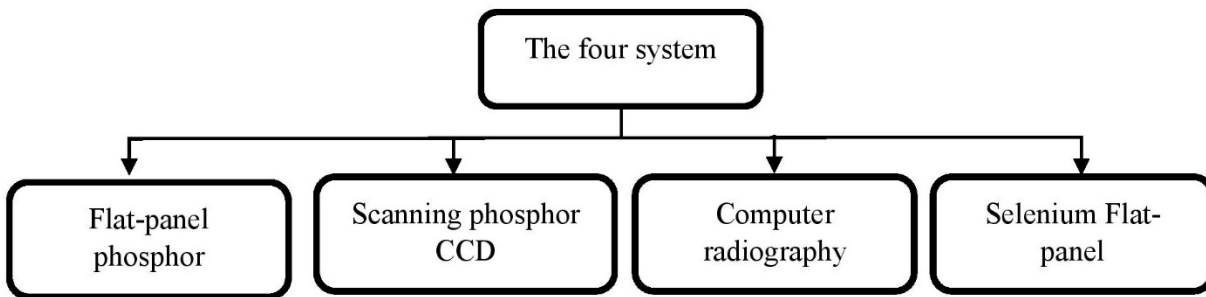 The four system
Flat-panel
phosphor
Scanning phosphor
CCD
Computer
radiography
Selenium Flat-
panel